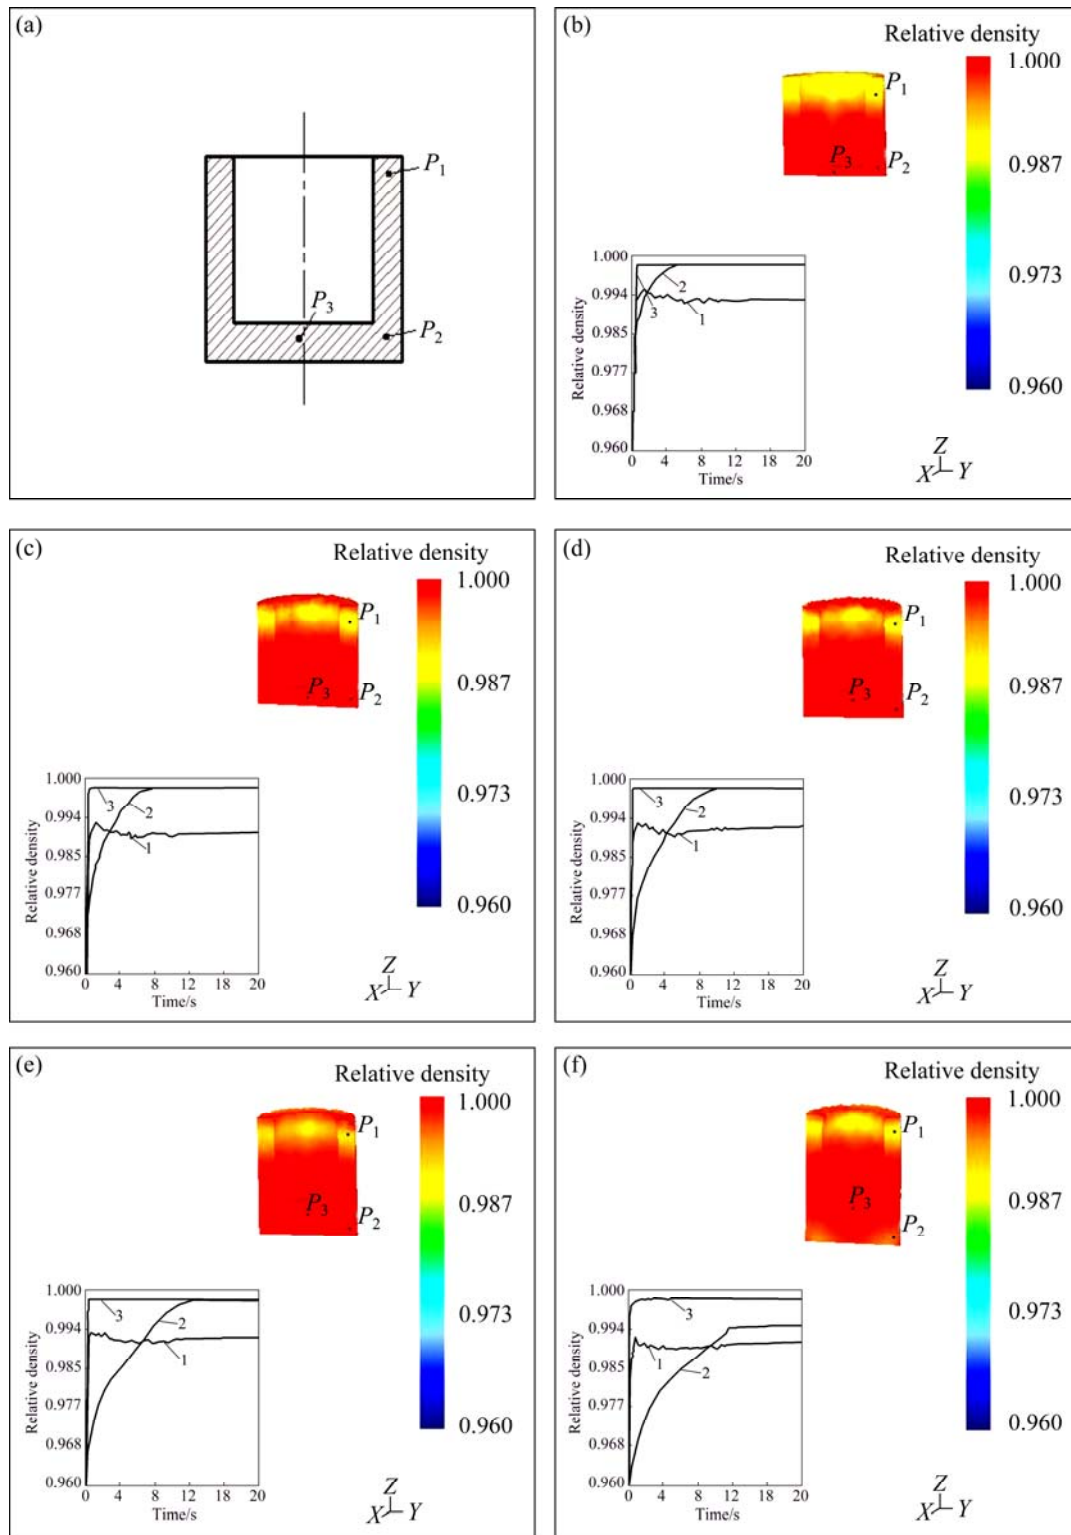 (a)
P1
P3
P2
(b)
Relative density
1.000
0.987
0.973
0.960
P1
P3
P2
Relative density
1.000
0.994
0.985
0.977
0.968
0.960
3
2
1
0 4 8 12 16 20
Time/s
Z
X Y
(c)
Relative density
1.000
0.987
0.973
0.960
P1
P3
P2
Relative density
1.000
0.994
0.985
0.977
0.968
0.960
3
2
1
0 4 8 12 16 20
Time/s
Z
X Y
(d)
Relative density
1.000
0.987
0.973
0.960
P1
P3
P2
Relative density
1.000
0.994
0.985
0.977
0.968
0.960
3
2
1
0 4 8 12 16 20
Time/s
Z
X Y
(e)
Relative density
1.000
0.987
0.973
0.960
P1
P3
P2
Relative density
1.000
0.994
0.985
0.977
0.968
0.960
3
2
1
0 4 8 12 16 20
Time/s
Z
X Y
(f)
Relative density
1.000
0.987
0.973
0.960
P1
P3
P2
Relative density
1.000
0.994
0.985
0.977
0.968
0.960
3
1
2
0 4 8 12 16 20
Time/s
Z
X Y